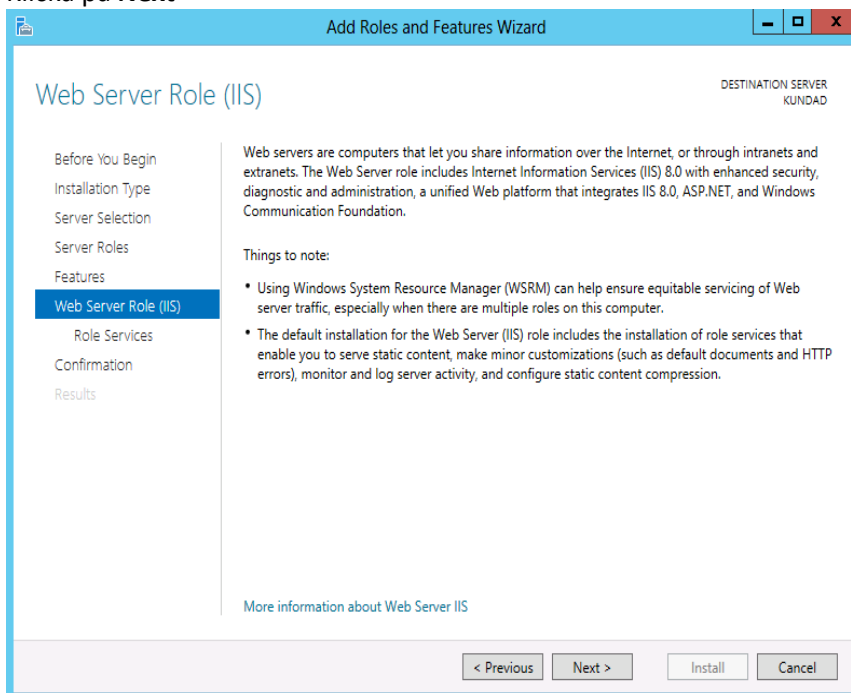 Klicka på Next
Add Roles and Features Wizard
Web Server Role (IIS)
DESTINATION SERVER
KUNDAD
Before You Begin
Installation Type
Server Selection
Server Roles
Features
Web Server Role (IIS)
Role Services
Confirmation
Results
Web servers are computers that let you share information over the Internet, or through intranets and
extranets. The Web Server role includes Internet Information Services (IIS) 8.0 with enhanced security,
diagnostic and administration, a unified Web platform that integrates IIS 8.0, ASP.NET, and Windows
Communication Foundation.
Things to note:
• Using Windows System Resource Manager (WSRM) can help ensure equitable servicing of Web
server traffic, especially when there are multiple roles on this computer.
• The default installation for the Web Server (IIS) role includes the installation of role services that
enable you to serve static content, make minor customizations (such as default documents and HTTP
errors), monitor and log server activity, and configure static content compression.
More information about Web Server IIS
< Previous
Next >
Install
Cancel